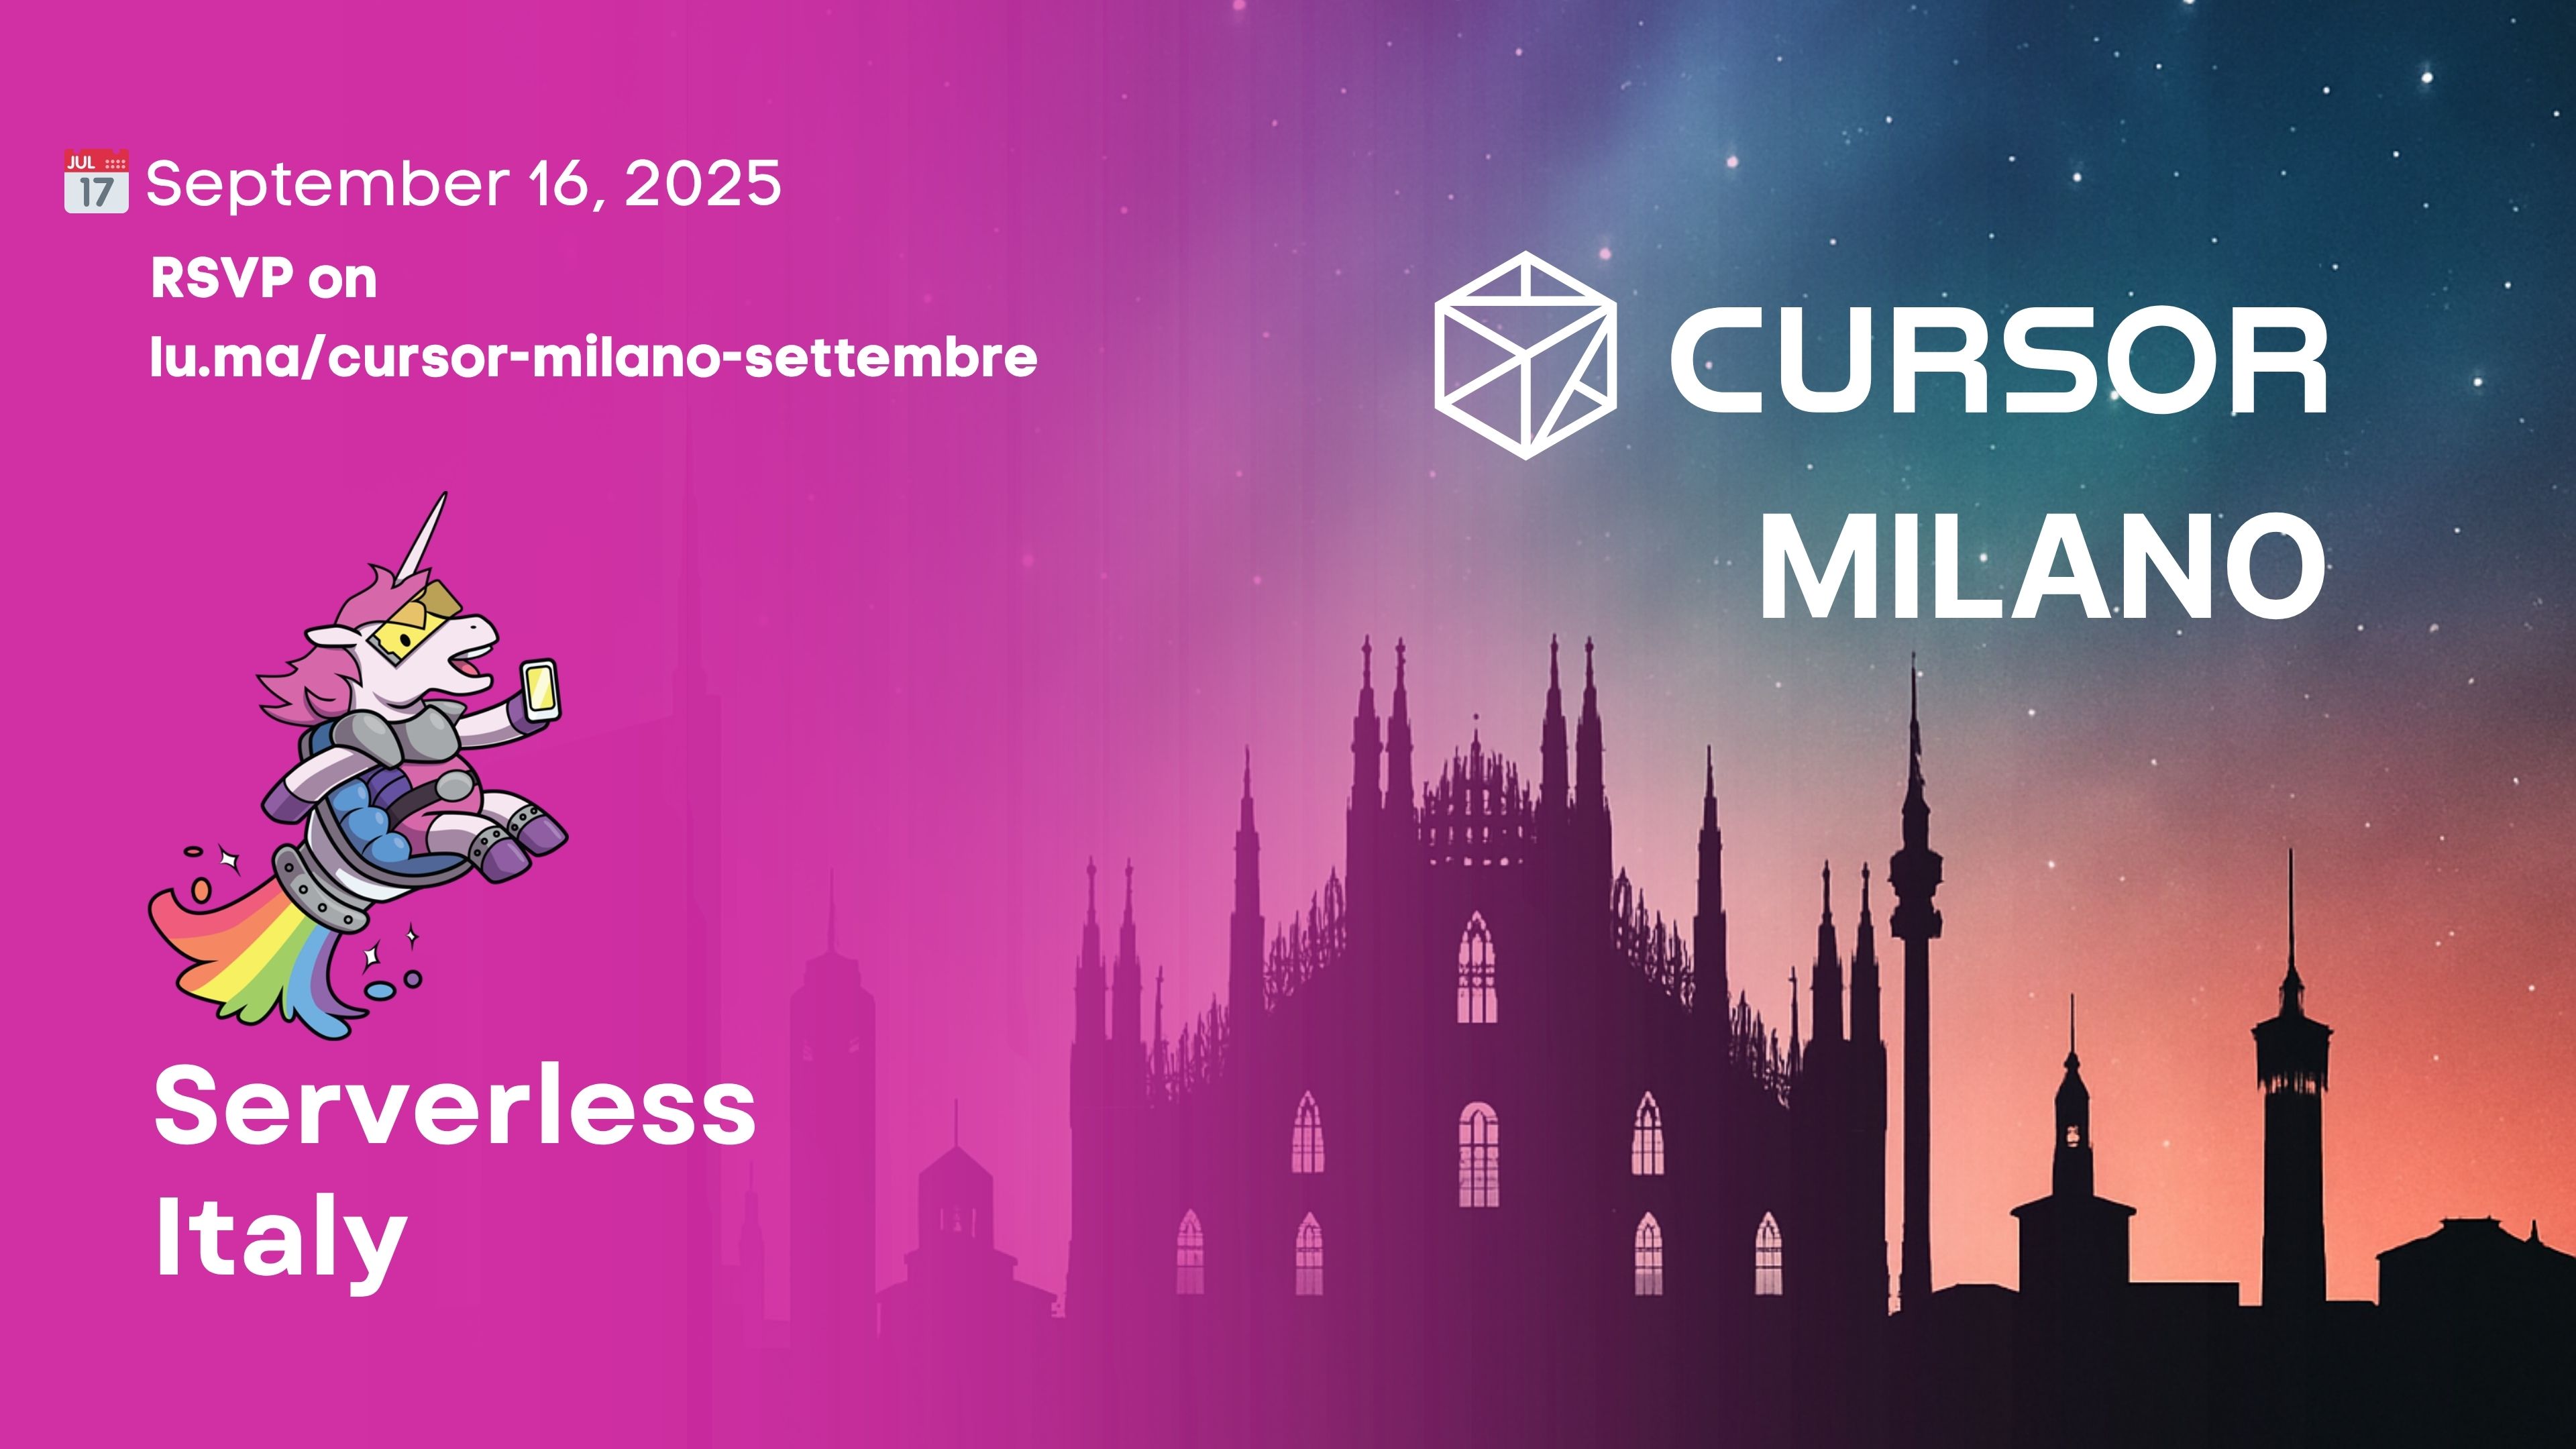 JUL
17
September 16, 2025
RSVP on
lu.ma/cursor-milano-settembre
CURSOR
MILANO
Serverless
Italy